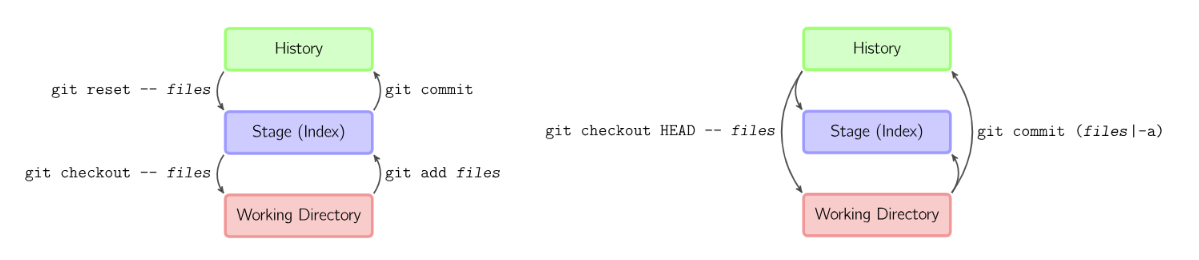 History
git reset -- files
git commit
Stage (Index)
git checkout -- files
git add files
Working Directory
History
git checkout HEAD -- files
Stage (Index)
git commit (files|-a)
Working Directory